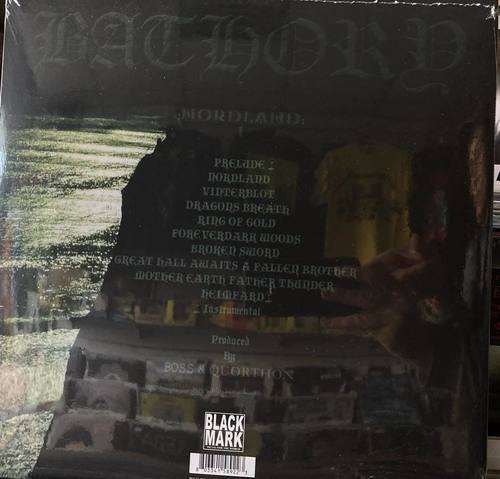 BATHORY
:NORDLAND:
I
PRELUDE :
NORDLAND
VINTERBLOT
DRAGONS BREATH
RING OF GOLD
FOREVERDARK WOODS
BROKEN SWORD
GREAT HALL AWAITS A FALLEN BROTHER
MOTHER EARTH FATHER THUNDER
HEIMFARD :
: Instrumental
Produced
By
BOSS & QUORTHON
BLACK
MARK